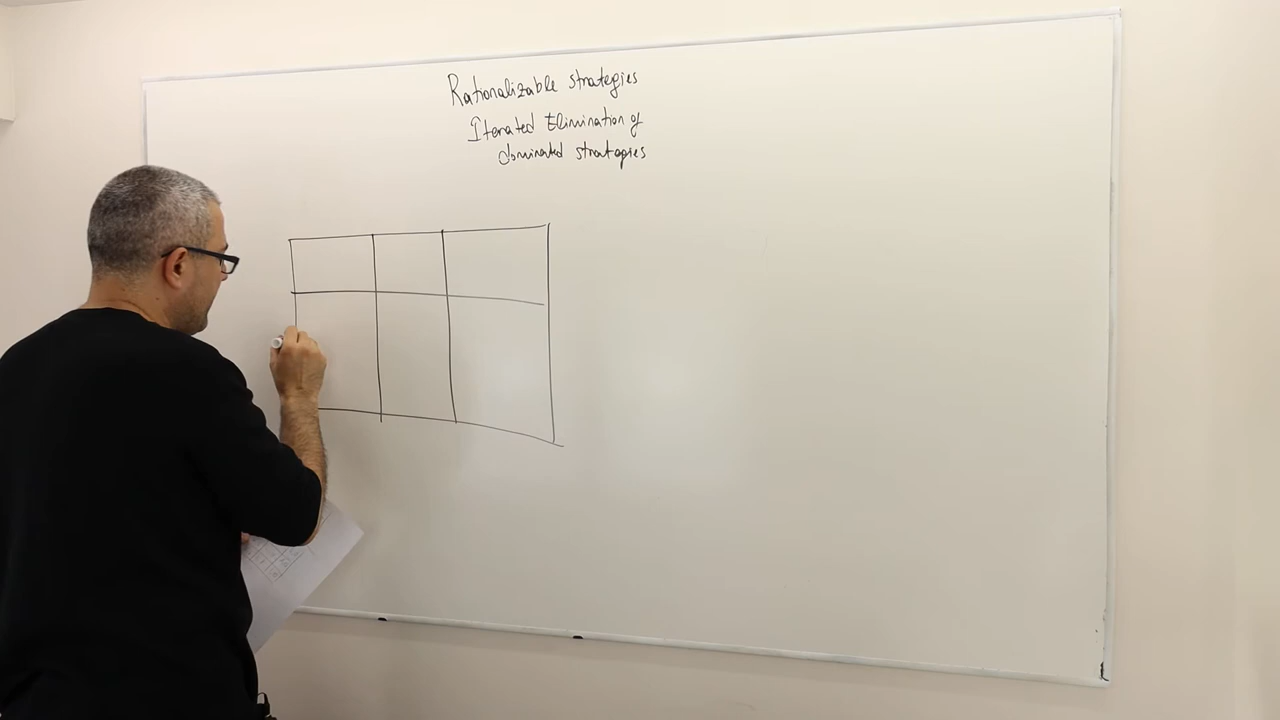 Rationalizable strategies
Iterated Elimination of
dominated strategies